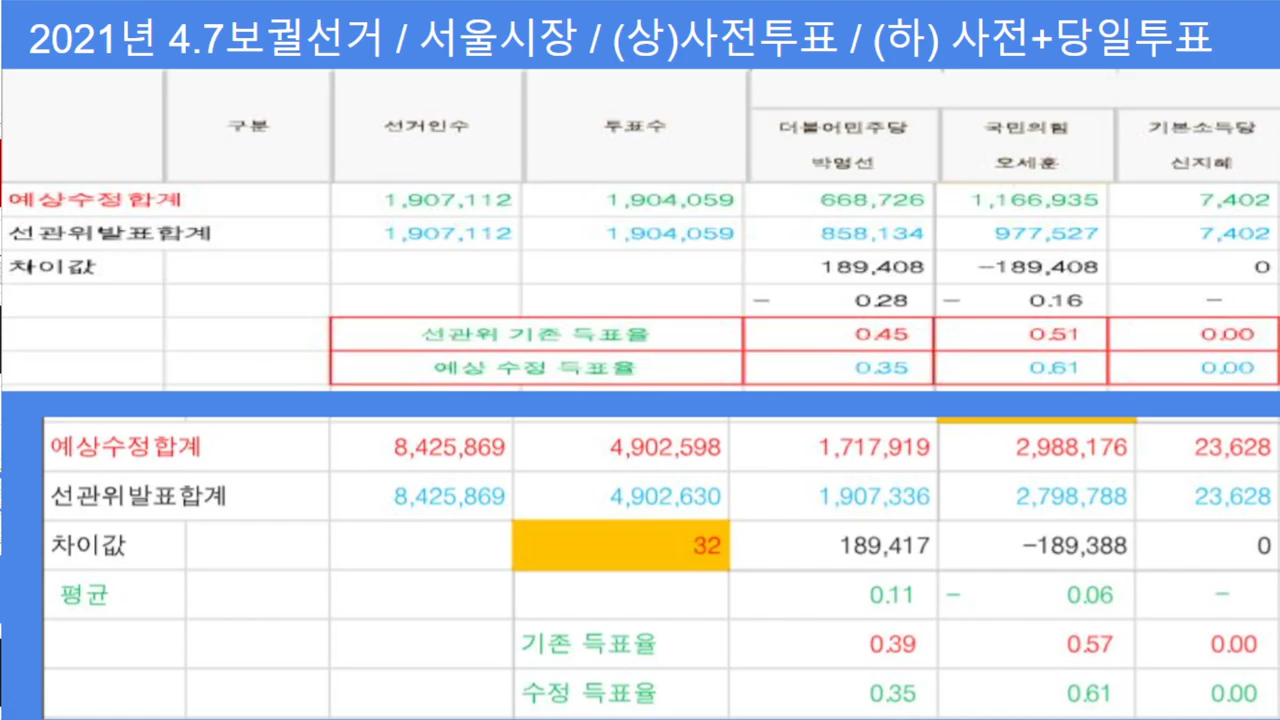 2021년 4.7보궐선거 / 서울시장 / (상)사전투표 / (하) 사전+당일투표
구분 선거인수 투표수 더불어민주당 국민의힘 기본소득당
박영선 오세훈 신지혜
예상수정합계 1,907,112 1,904,059 668,726 1,166,935 7,402
선관위발표합계 1,907,112 1,904,059 858,134 977,527 7,402
차이값 189,408 −189,408 0
− 0.28 − 0.16 −
선관위 기존 득표율 0.45 0.51 0.00
예상 수정 득표율 0.35 0.61 0.00
예상수정합계 8,425,869 4,902,598 1,717,919 2,988,176 23,628
선관위발표합계 8,425,869 4,902,630 1,907,336 2,798,788 23,628
차이값 32 189,417 −189,388 0
평균 0.11 − 0.06 −
기존 득표율 0.39 0.57 0.00
수정 득표율 0.35 0.61 0.00